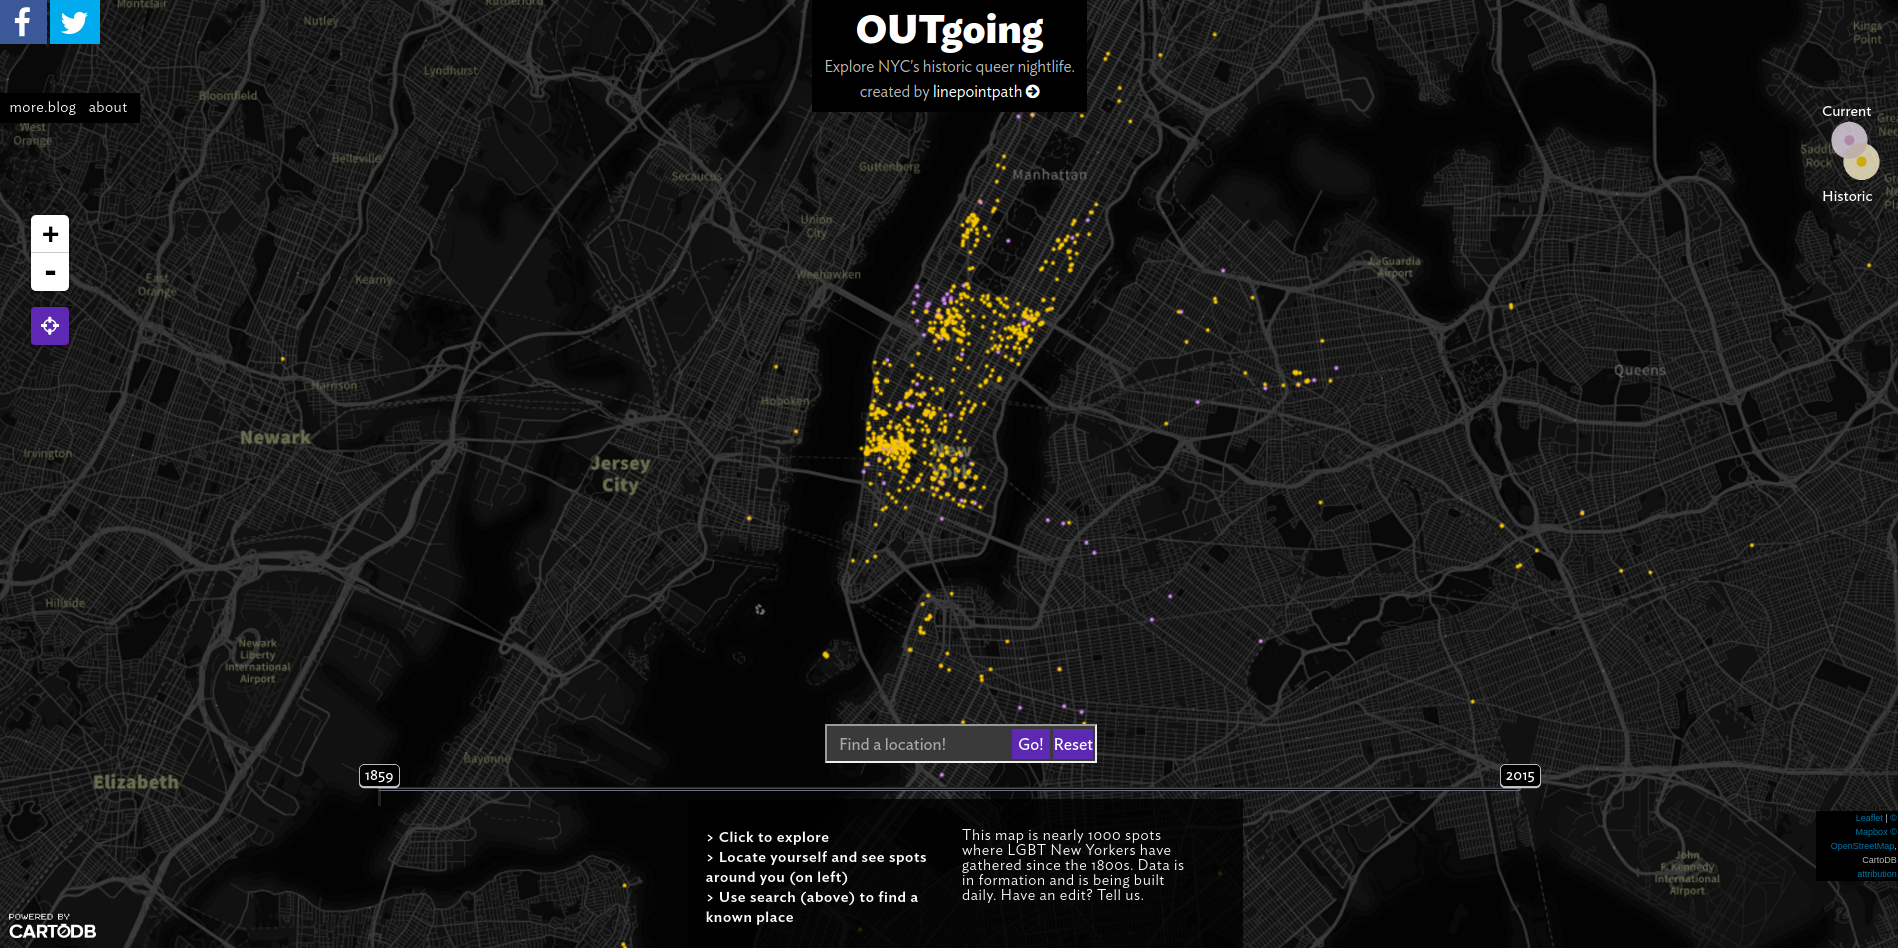 OUTgoing
Explore NYC's historic queer nightlife.
created by linepointpath
more.blog about
Montclair
Nutley
Rutherford
Lyndhurst
Bloomfield
West
Orange
Belleville
Secaucus
Guttenberg
Manhattan
Kings
Point
Current
Saddle
Rock
Historic
+
-
Union
City
Weehawken
East
Orange
Kearny
LaGuardia
Airport
Harrison
Hoboken
Queens
Newark
Irvington
Jersey
City
New
York
Hillside
Newark
Liberty
International
Airport
Find a location! Go! Reset
Bayonne
Elizabeth
1859
2015
> Click to explore
> Locate yourself and see spots
around you (on left)
> Use search (above) to find a
known place
This map is nearly 1000 spots
where LGBT New Yorkers have
gathered since the 1800s. Data is
in formation and is being built
daily. Have an edit? Tell us.
John
F. Kennedy
International
Airport
Leaflet | ©
Mapbox ©
OpenStreetMap,
CartoDB
attribution
POWERED BY
CARTODB